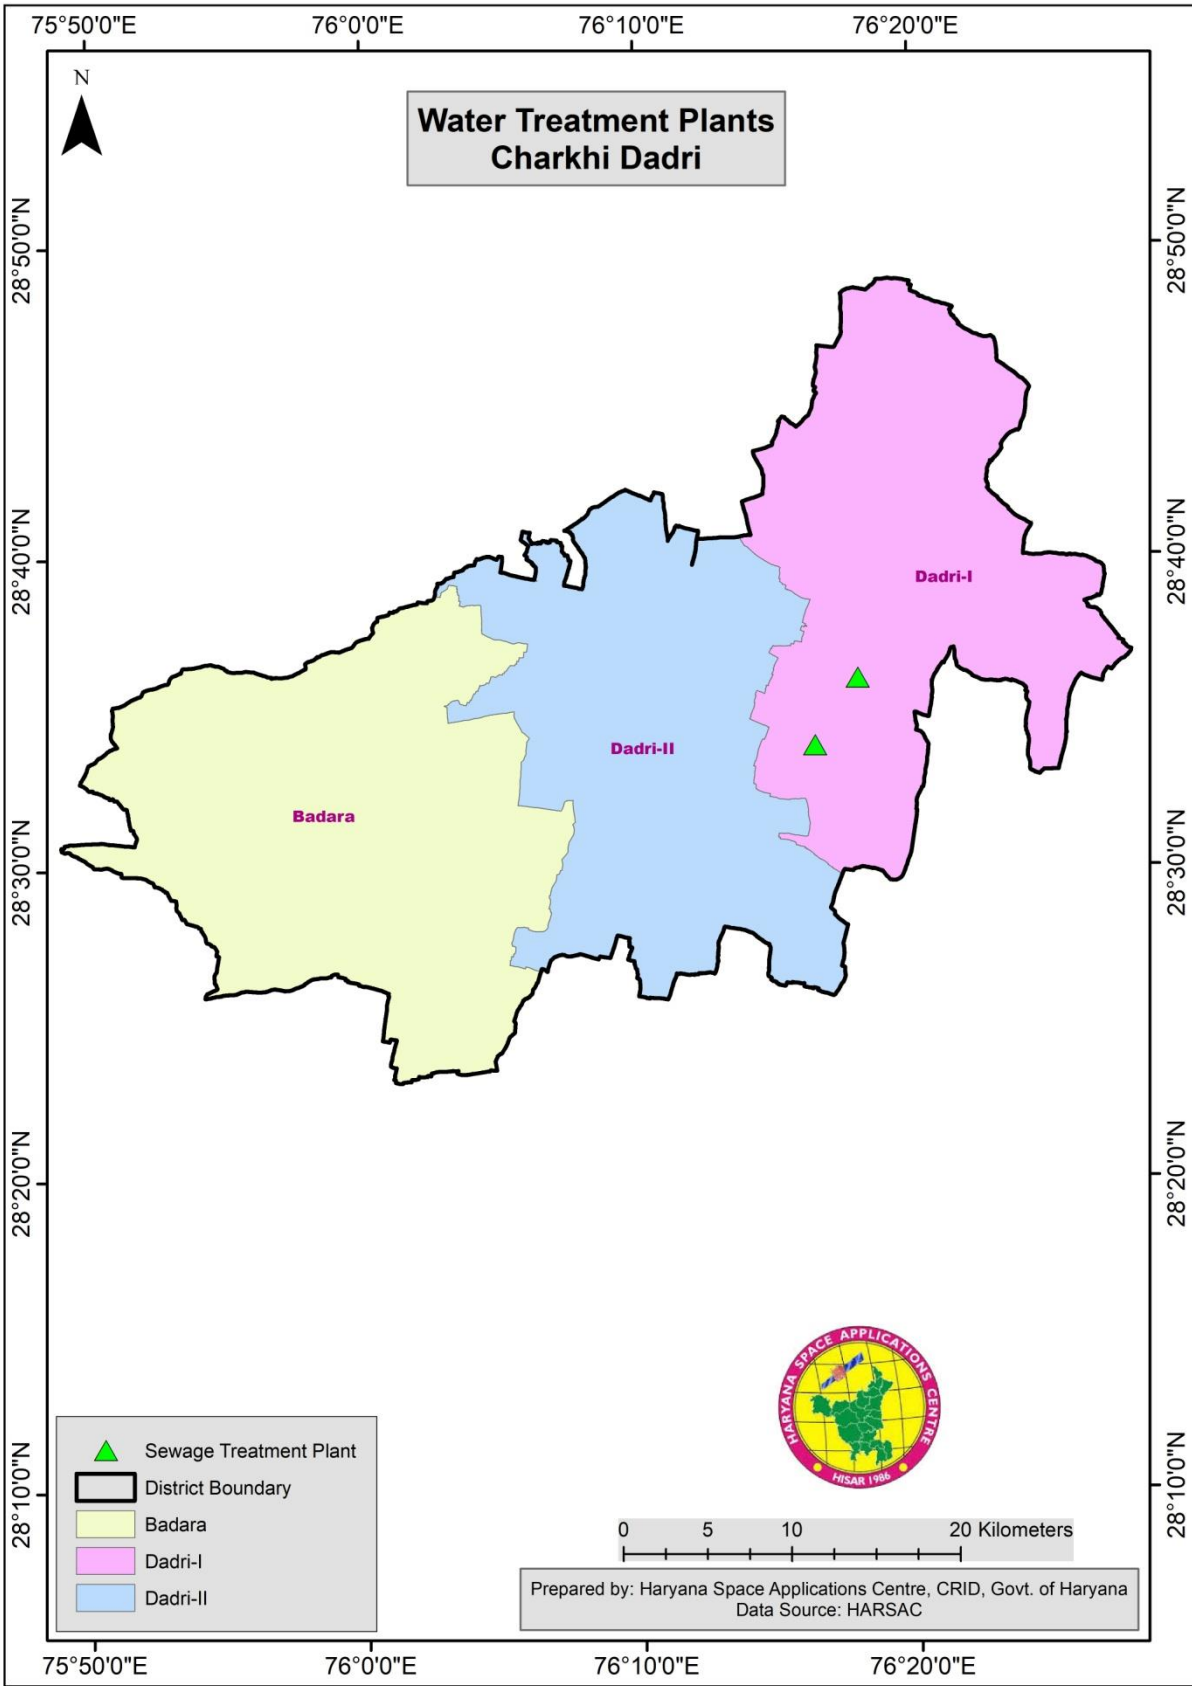 75°50'0"E
76°0'0"E
76°10'0"E
76°20'0"E
N
Water Treatment Plants
Charkhi Dadri
28°50'0"N
28°50'0"N
28°40'0"N
28°40'0"N
Dadri-I
Dadri-II
Badara
28°30'0"N
28°30'0"N
28°20'0"N
28°20'0"N
HARYANA SPACE APPLICATIONS CENTRE
HISAR 1986
28°10'0"N
28°10'0"N
Sewage Treatment Plant
District Boundary
Badara
Dadri-I
Dadri-II
0 5 10 20 Kilometers
Prepared by: Haryana Space Applications Centre, CRID, Govt. of Haryana
Data Source: HARSAC
75°50'0"E
76°0'0"E
76°10'0"E
76°20'0"E